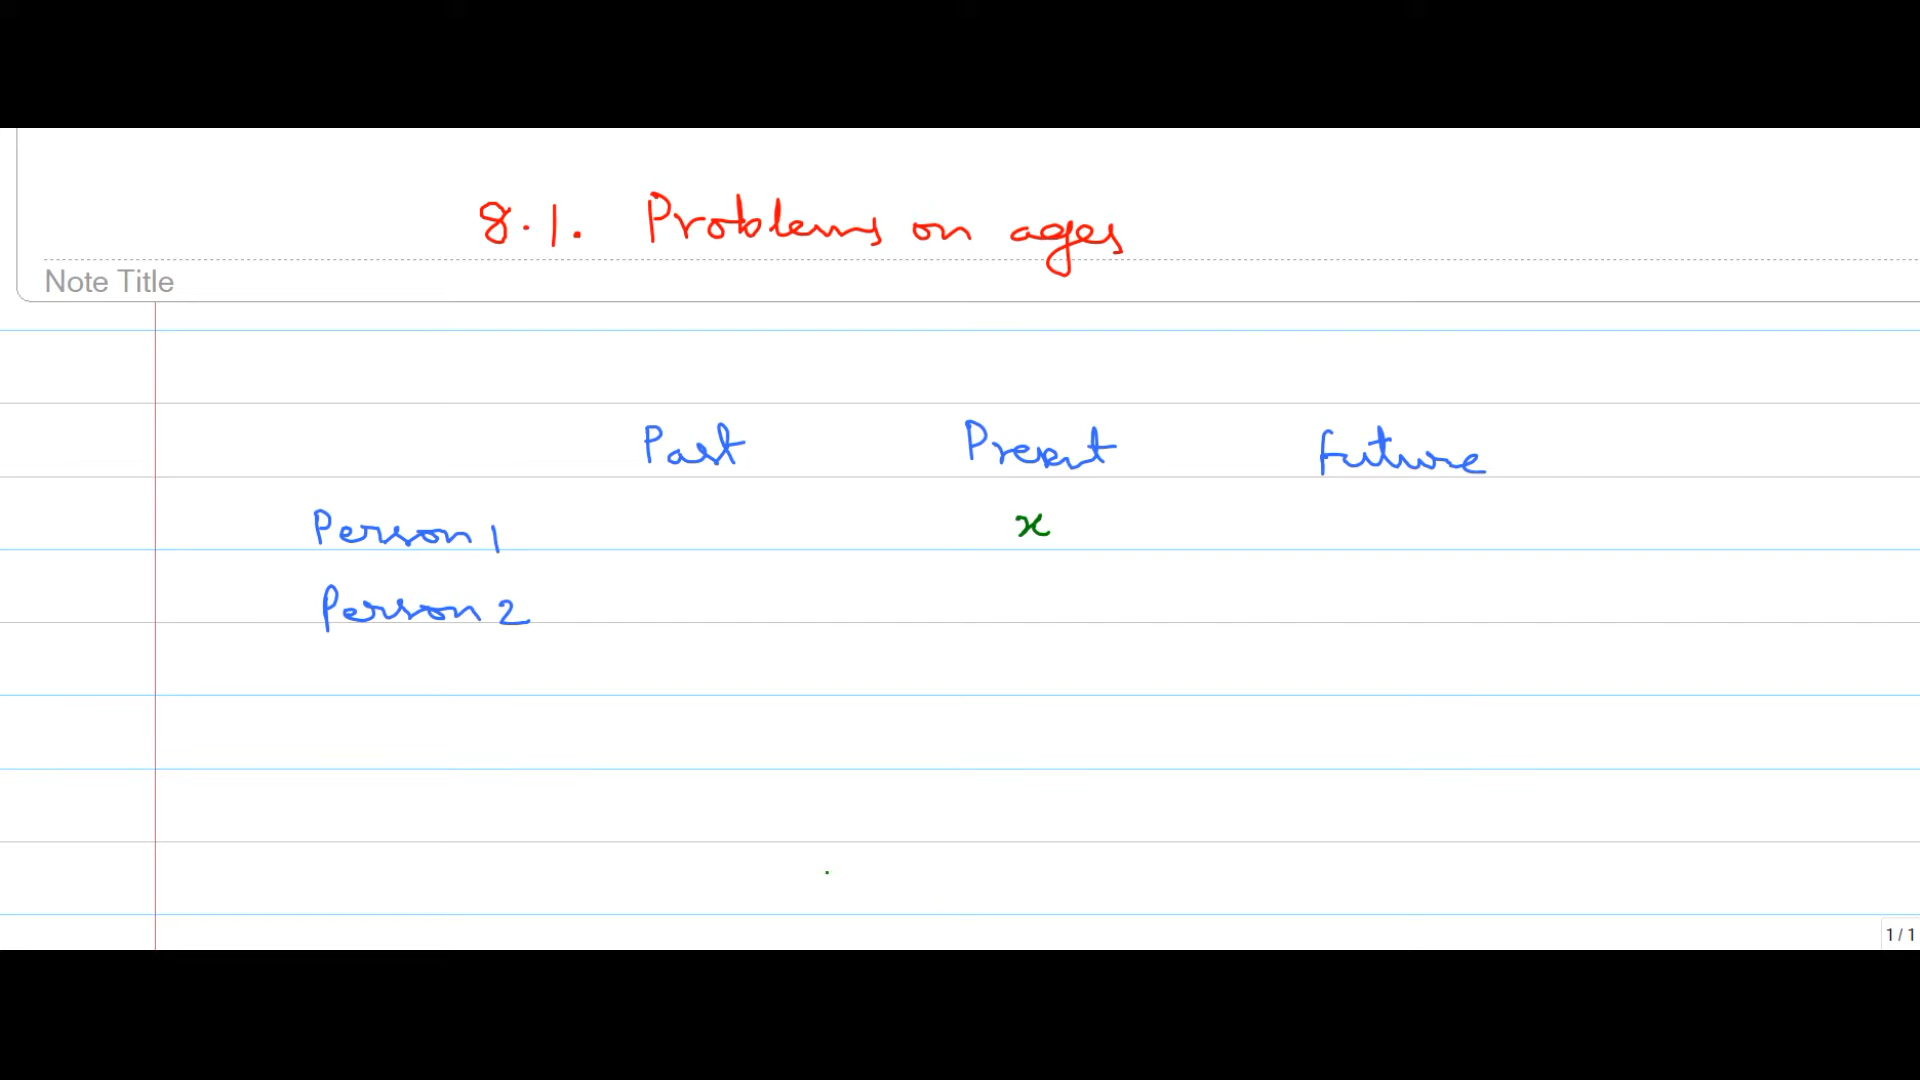 8.1. Problems on ages
Note Title
Past Present Future
Person 1 x
Person 2
1 / 1